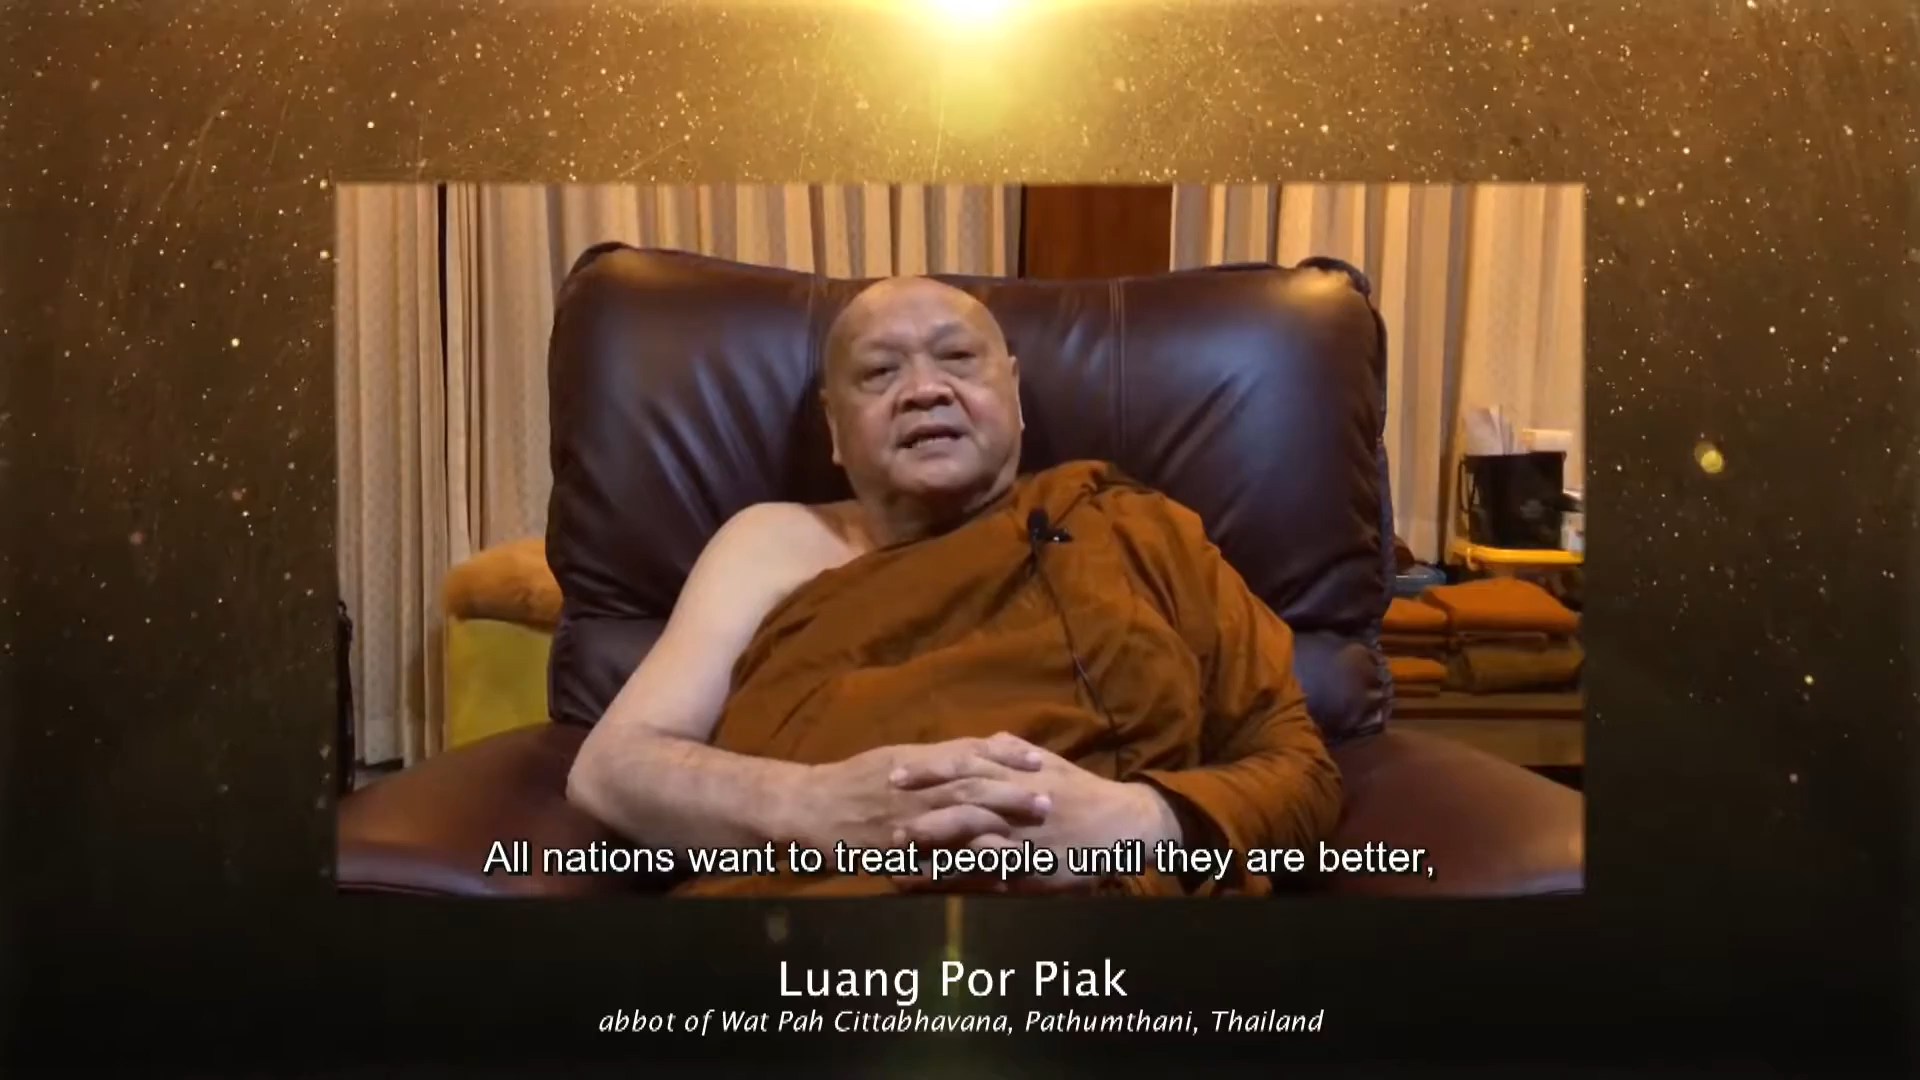 All nations want to treat people until they are better,
Luang Por Piak
abbot of Wat Pah Cittabhavana, Pathumthani, Thailand